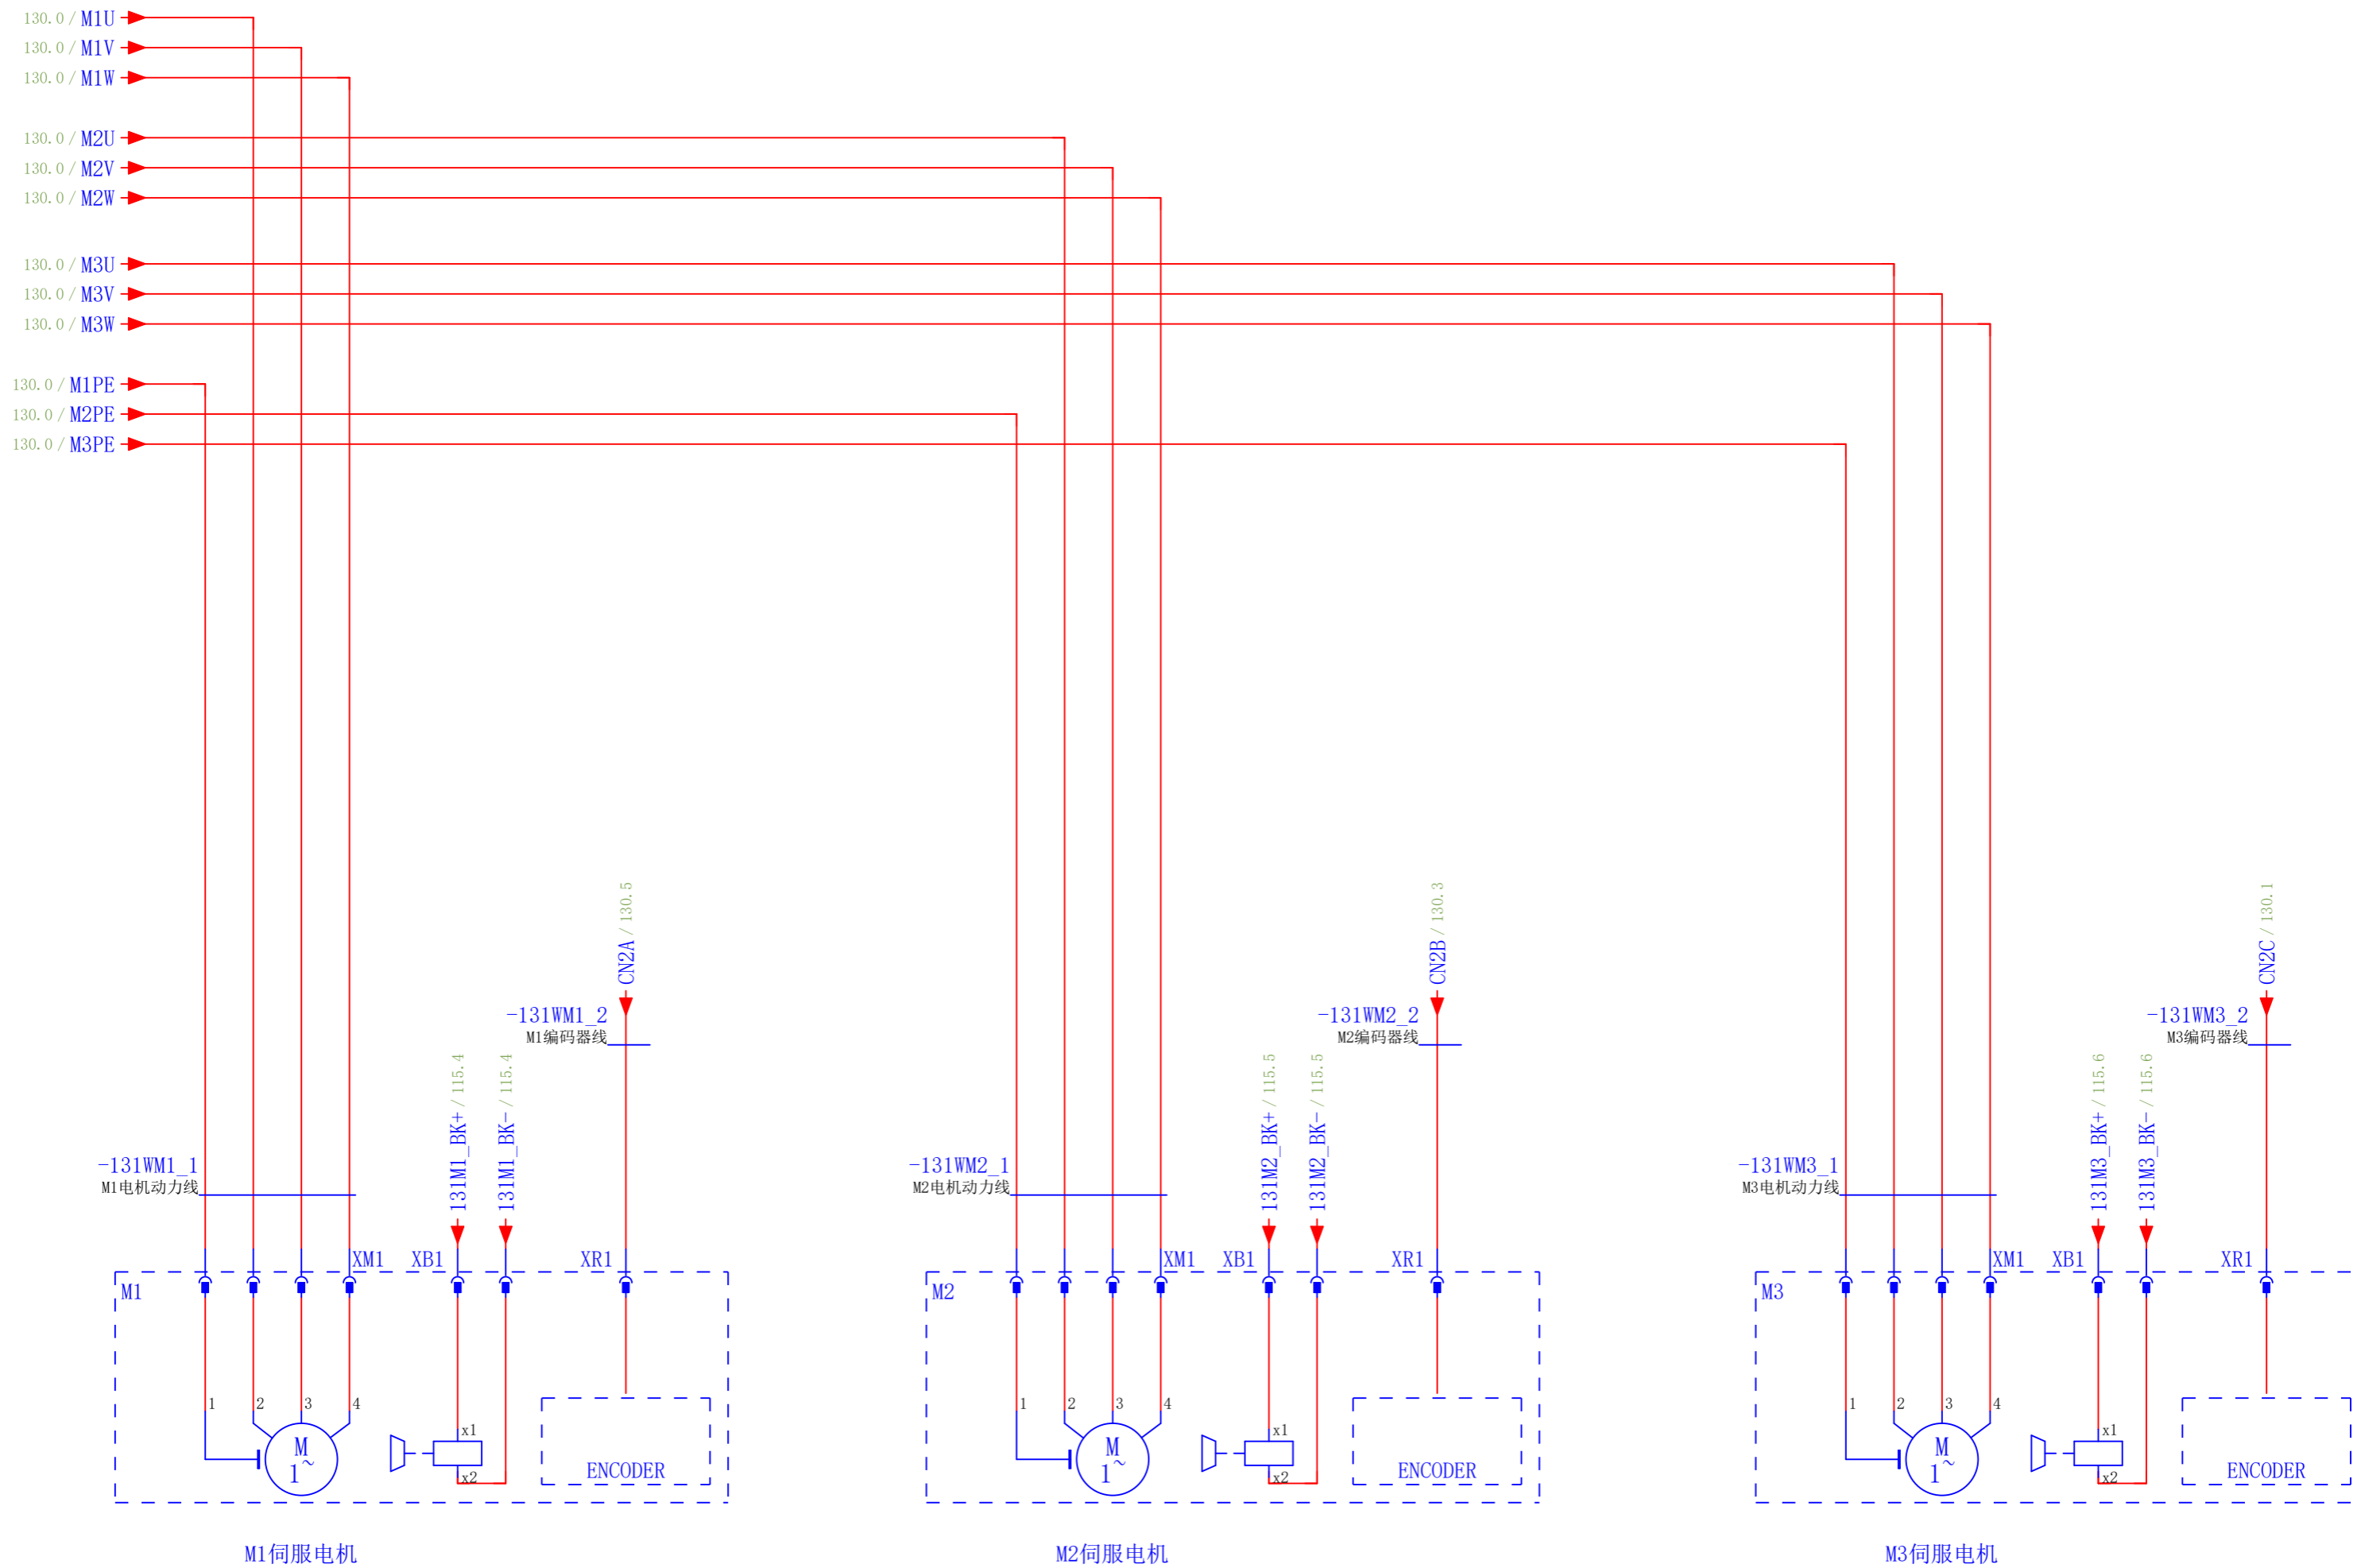 130.0 / M1U
130.0 / M1V
130.0 / M1W
130.0 / M2U
130.0 / M2V
130.0 / M2W
130.0 / M3U
130.0 / M3V
130.0 / M3W
130.0 / M1PE
130.0 / M2PE
130.0 / M3PE
CN2A / 130.5
-131WM1_2
M1编码器线
131M1_BK+ / 115.4
131M1_BK- / 115.4
-131WM1_1
M1电机动力线
XM1
XB1
XR1
M1
1
2
3
4
M
1~
x1
x2
ENCODER
M1伺服电机
CN2B / 130.3
-131WM2_2
M2编码器线
131M2_BK+ / 115.5
131M2_BK- / 115.5
-131WM2_1
M2电机动力线
XM1
XB1
XR1
M2
1
2
3
4
M
1~
x1
x2
ENCODER
M2伺服电机
CN2C / 130.1
-131WM3_2
M3编码器线
131M3_BK+ / 115.6
131M3_BK- / 115.6
-131WM3_1
M3电机动力线
XM1
XB1
XR1
M3
1
2
3
4
M
1~
x1
x2
ENCODER
M3伺服电机